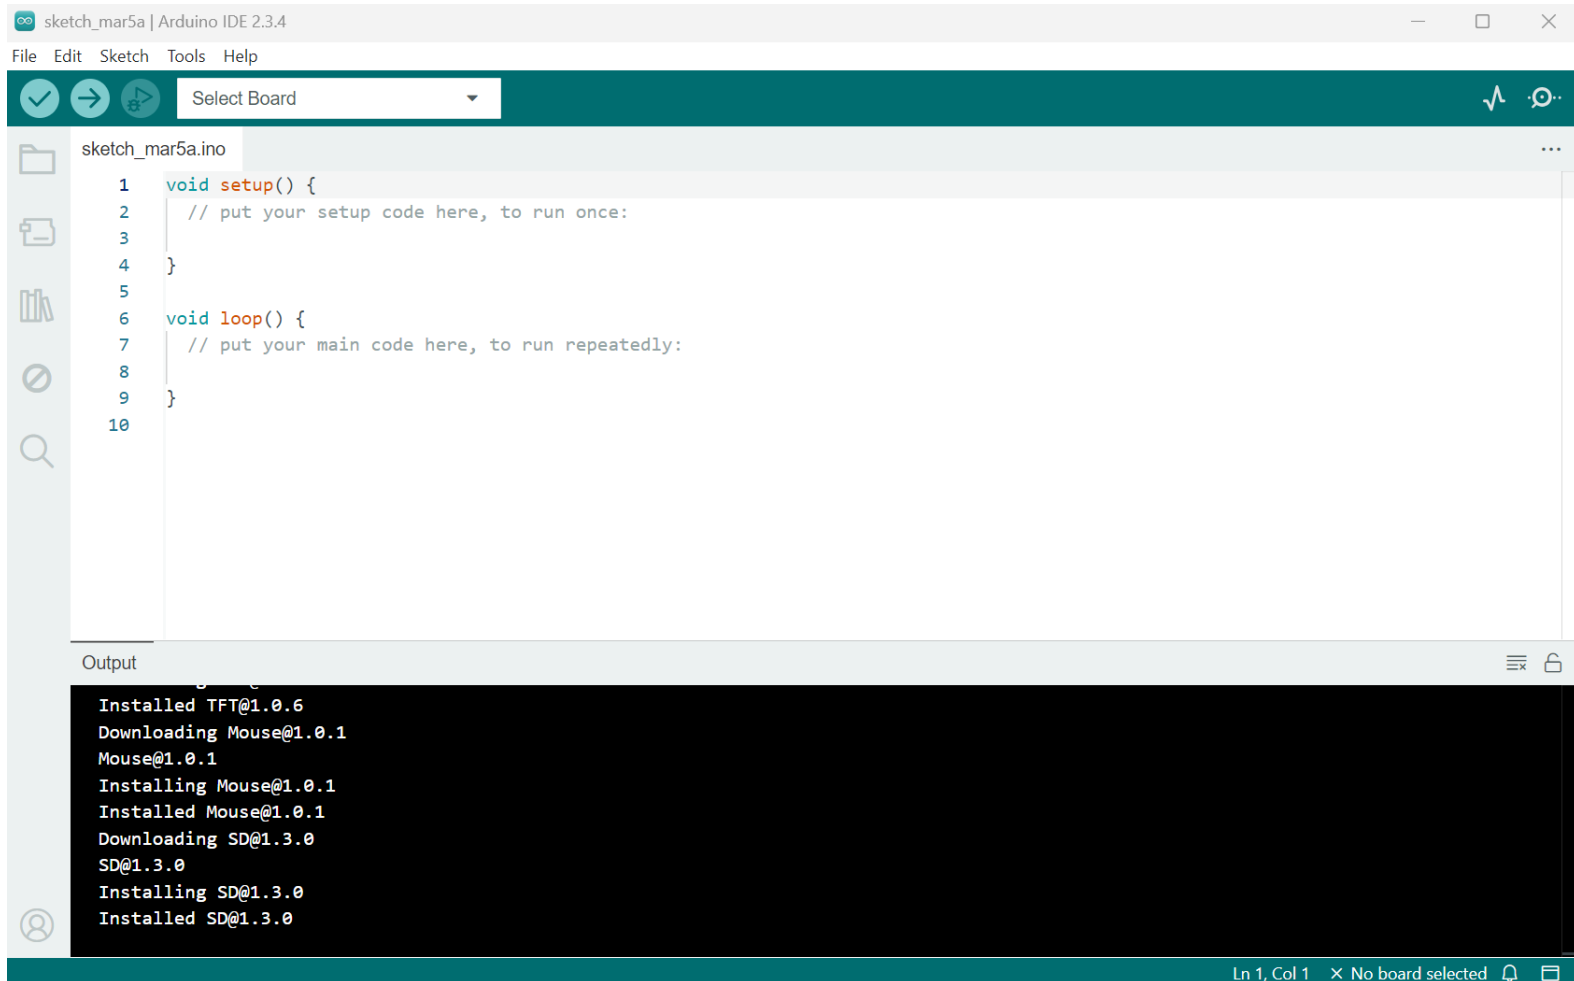 sketch_mar5a | Arduino IDE 2.3.4
File Edit Sketch Tools Help
Select Board
sketch_mar5a.ino
1 void setup() {
2 // put your setup code here, to run once:
3
4 }
5
6 void loop() {
7 // put your main code here, to run repeatedly:
8
9 }
10
Output
Installed TFT@1.0.6
Downloading Mouse@1.0.1
Mouse@1.0.1
Installing Mouse@1.0.1
Installed Mouse@1.0.1
Downloading SD@1.3.0
SD@1.3.0
Installing SD@1.3.0
Installed SD@1.3.0
Ln 1, Col 1 × No board selected